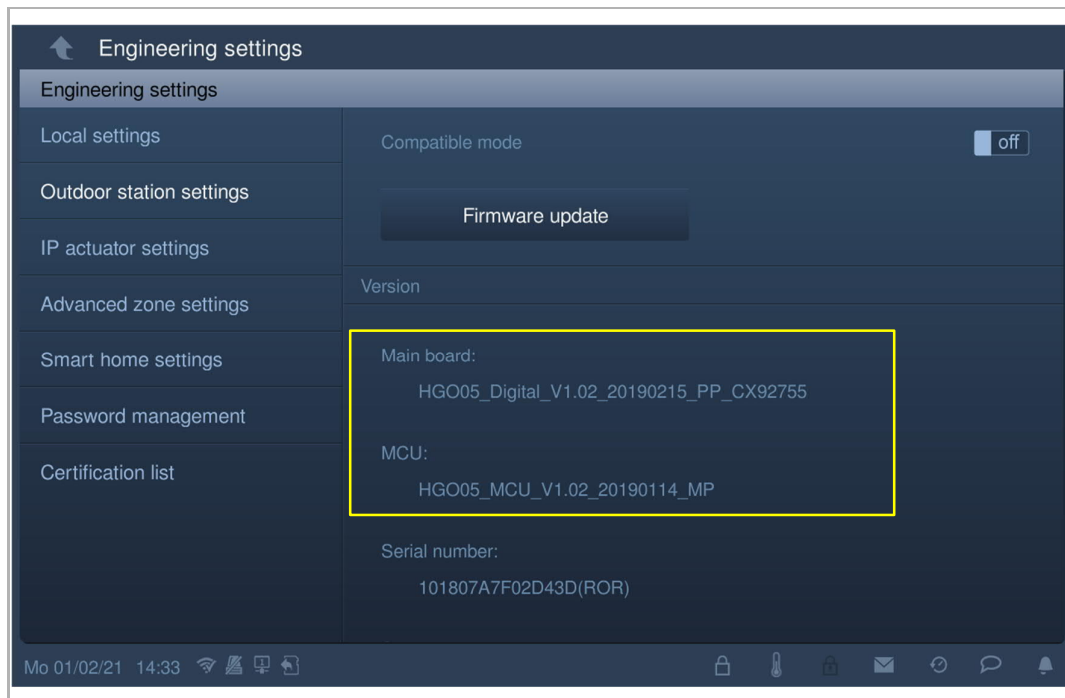 Engineering settings
Engineering settings
Local settings
Outdoor station settings
IP actuator settings
Advanced zone settings
Smart home settings
Password management
Certification list
Compatible mode
off
Firmware update
Version
Main board:
HGO05_Digital_V1.02_20190215_PP_CX92755
MCU:
HGO05_MCU_V1.02_20190114_MP
Serial number:
101807A7F02D43D(ROR)
Mo 01/02/21 14:33